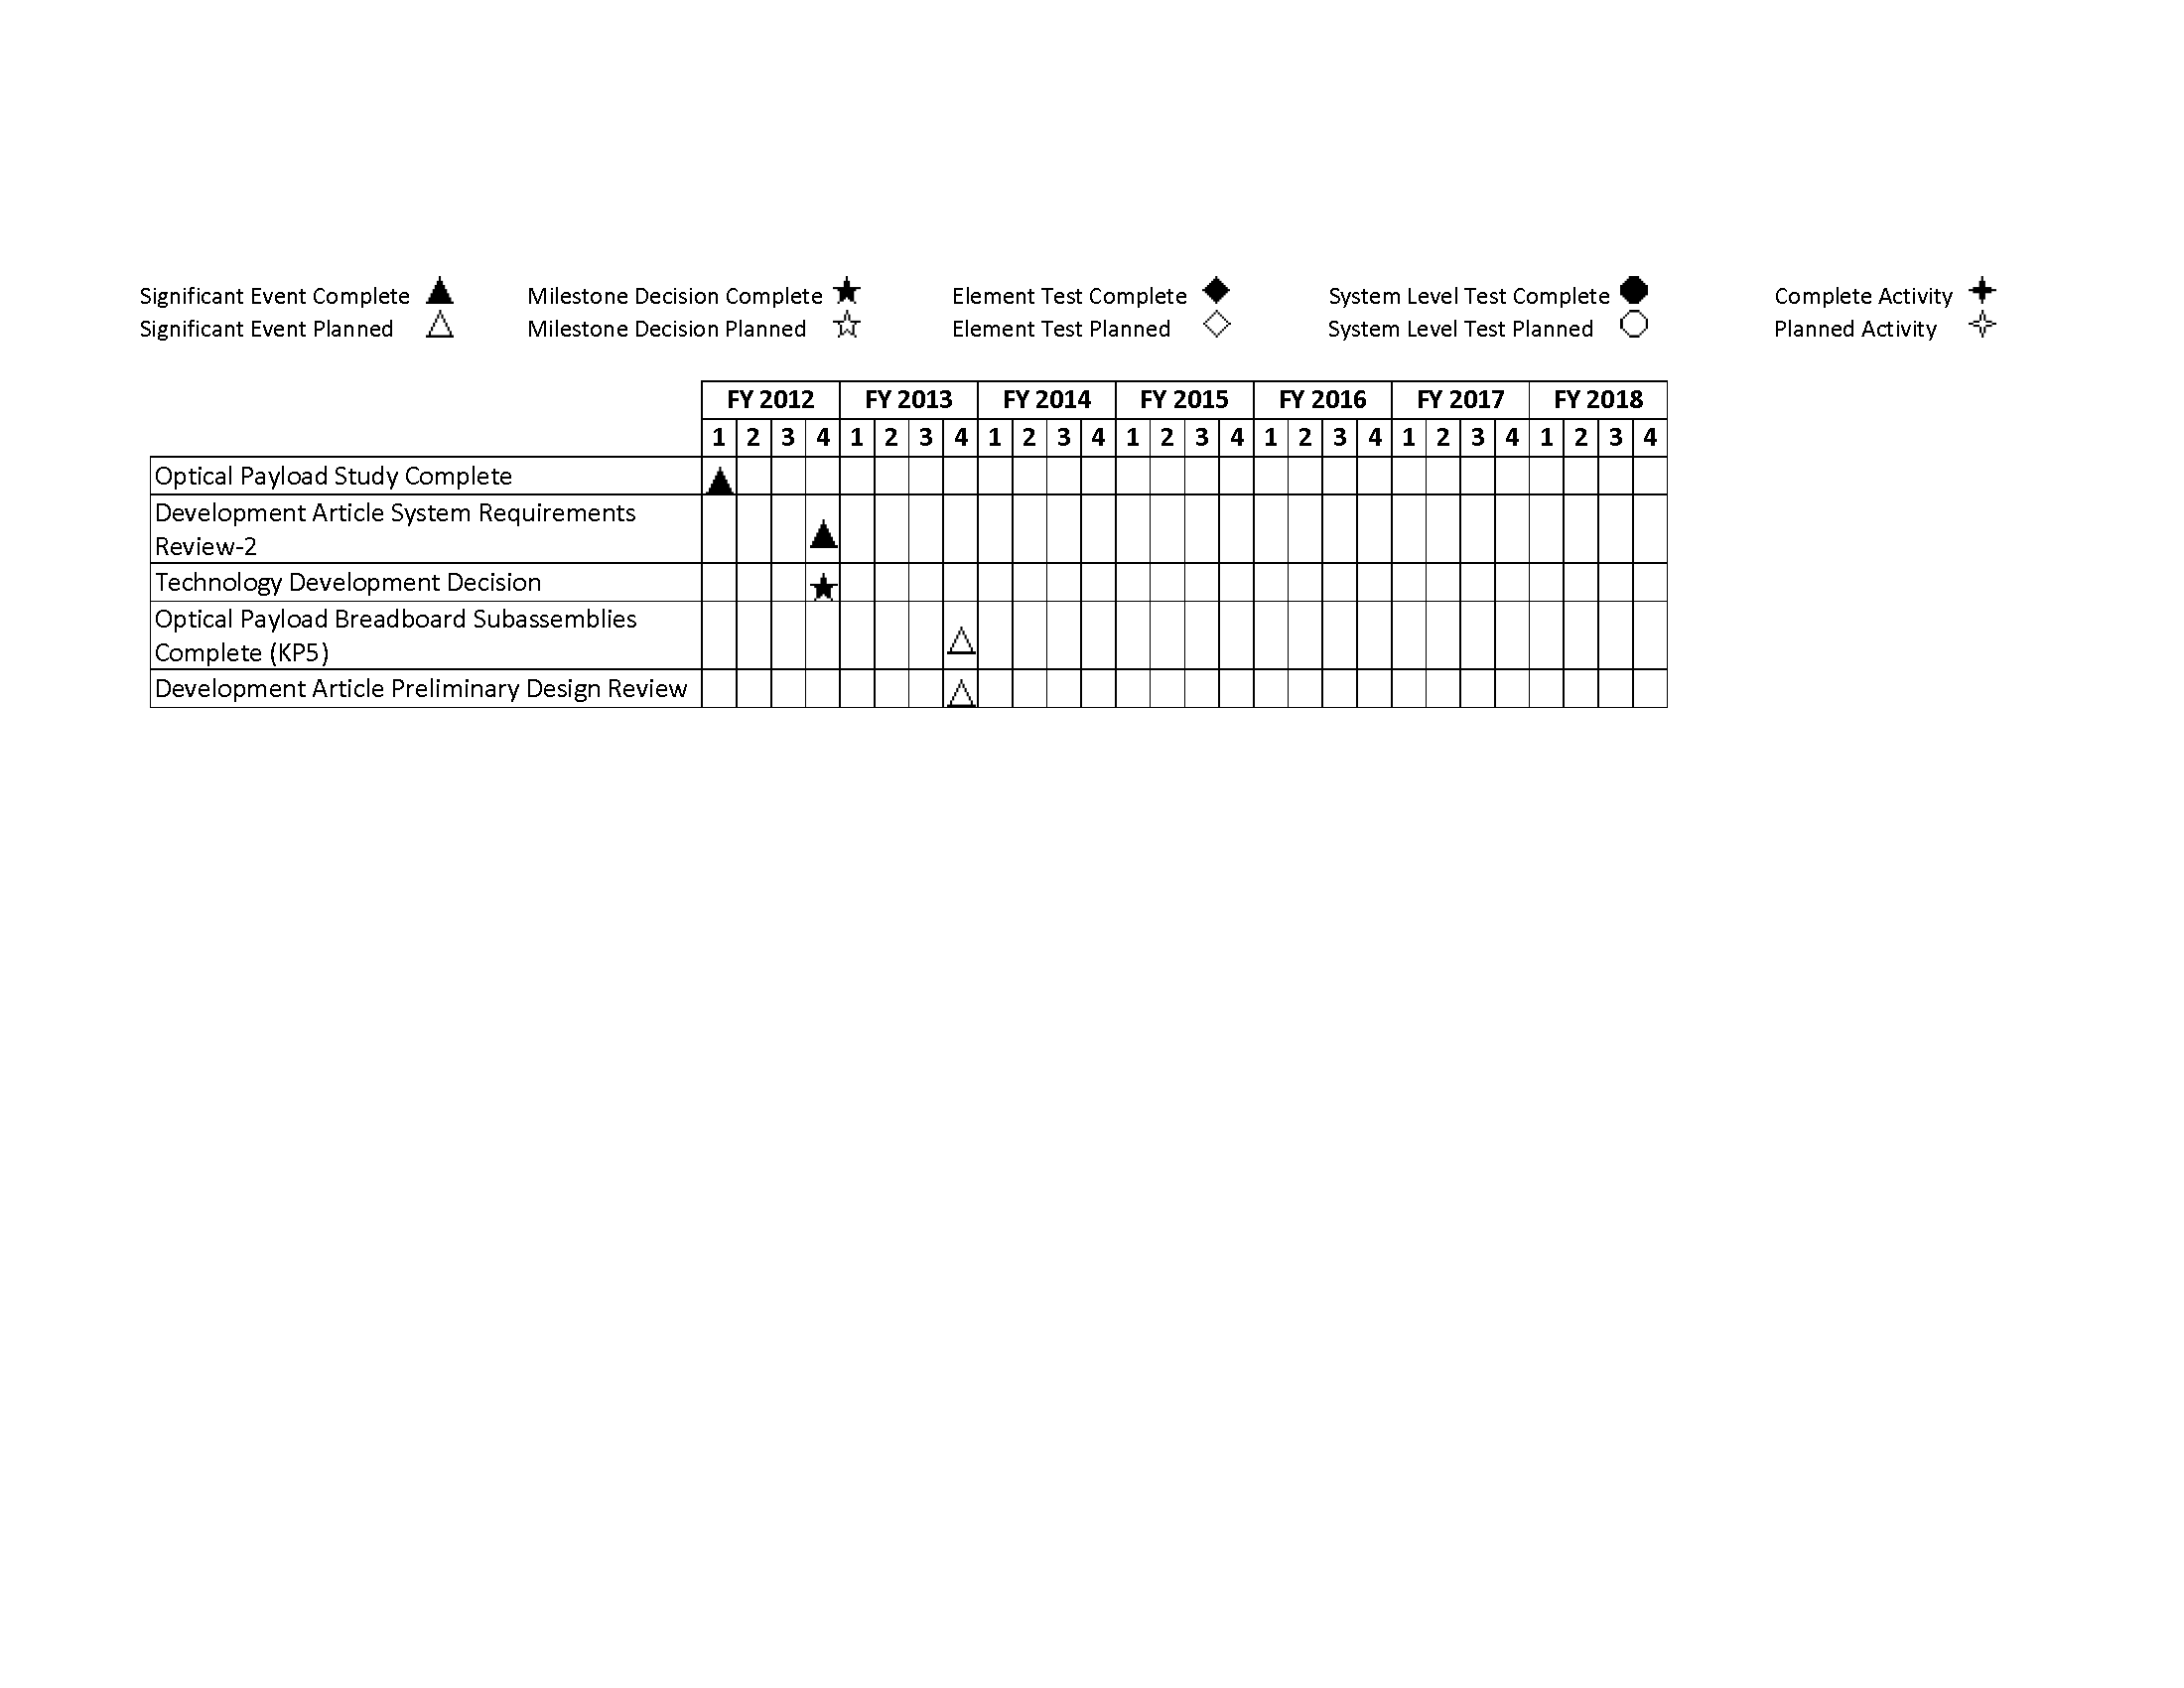 Significant Event Complete Milestone Decision Complete Element Test Complete System Level Test Complete Complete Activity
Significant Event Planned Milestone Decision Planned Element Test Planned System Level Test Planned Planned Activity
FY 2012 FY 2013 FY 2014 FY 2015 FY 2016 FY 2017 FY 2018
1 2 3 4 1 2 3 4 1 2 3 4 1 2 3 4 1 2 3 4 1 2 3 4 1 2 3 4
Optical Payload Study Complete
Development Article System Requirements
Review-2
Technology Development Decision
Optical Payload Breadboard Subassemblies
Complete (KP5)
Development Article Preliminary Design Review